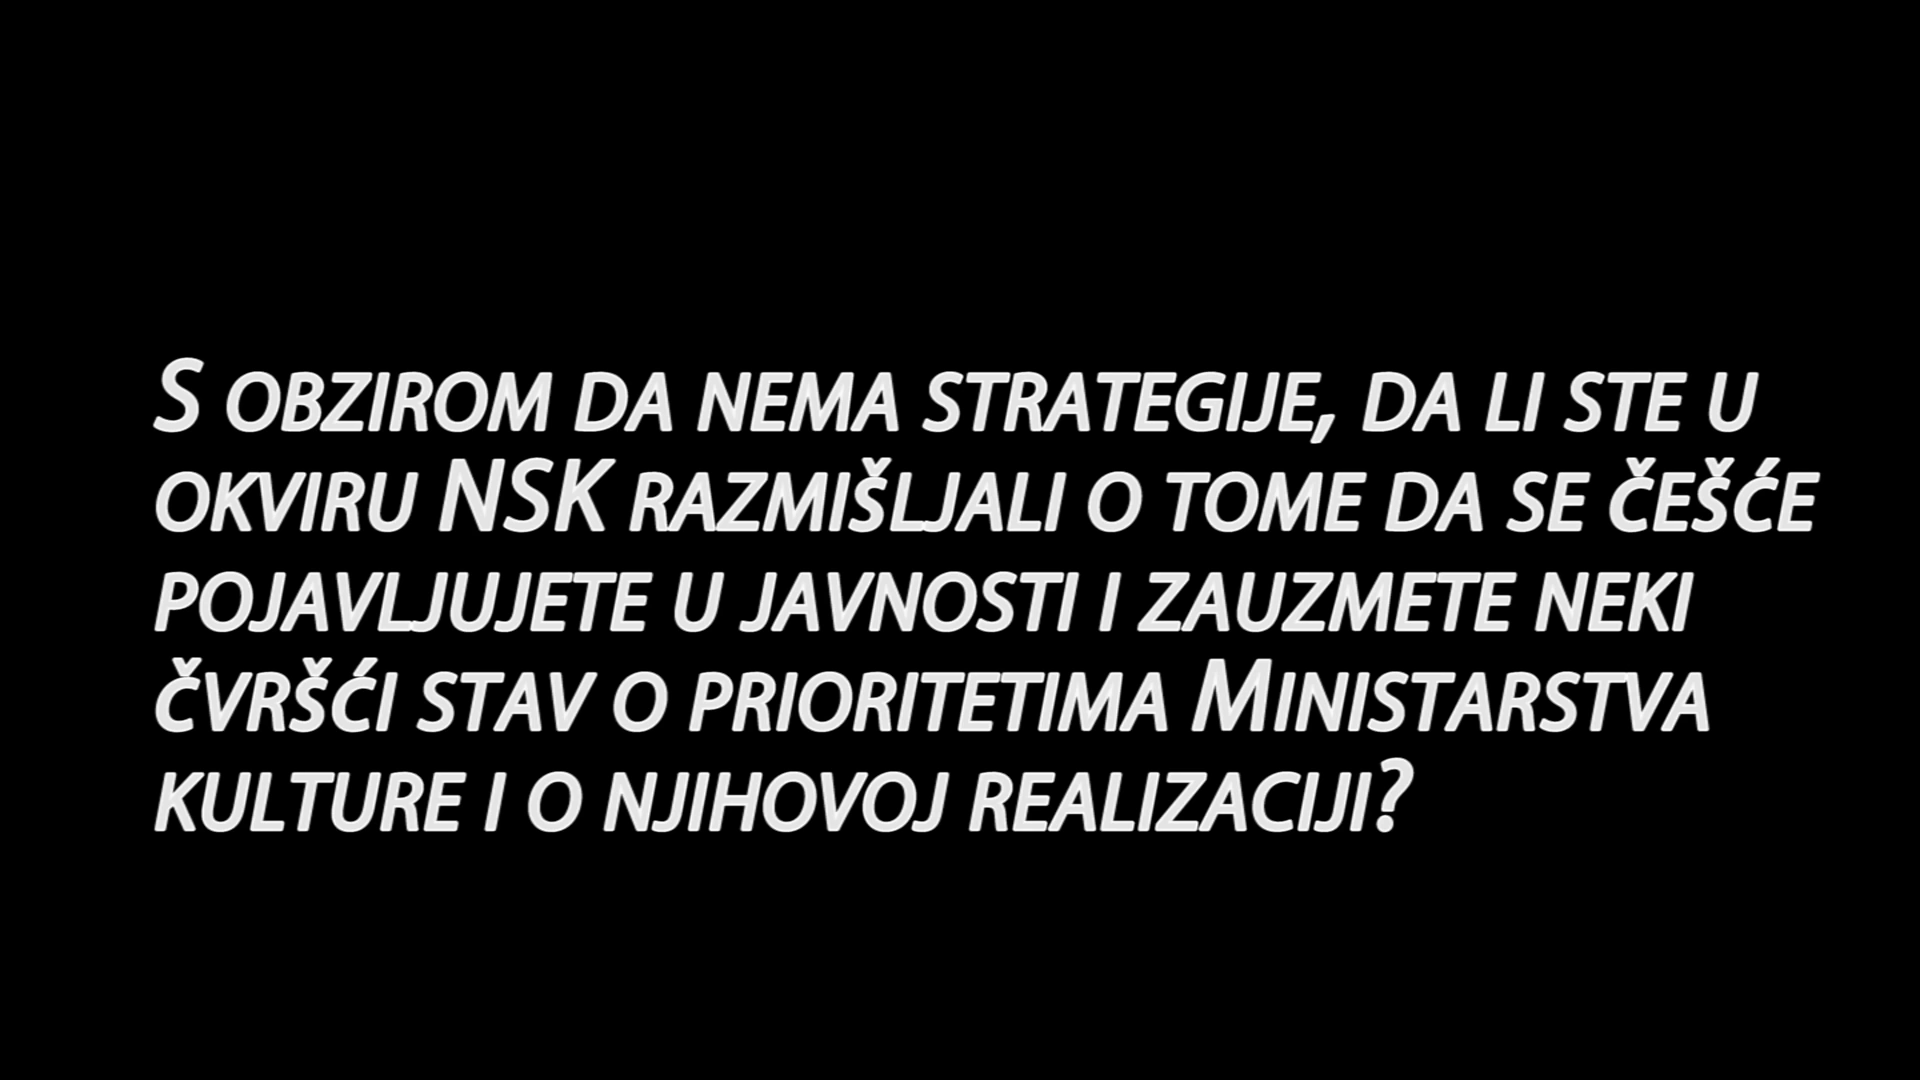 S OBZIROM DA NEMA STRATEGIJE, DA LI STE U
OKVIRU NSK RAZMIŠLJALI O TOME DA SE ČEŠĆE
POJAVLJUJETE U JAVNOSTI I ZAUZMETE NEKI
ČVRŠĆI STAV O PRIORITETIMA MINISTARSTVA
KULTURE I O NJIHOVOJ REALIZACIJI?